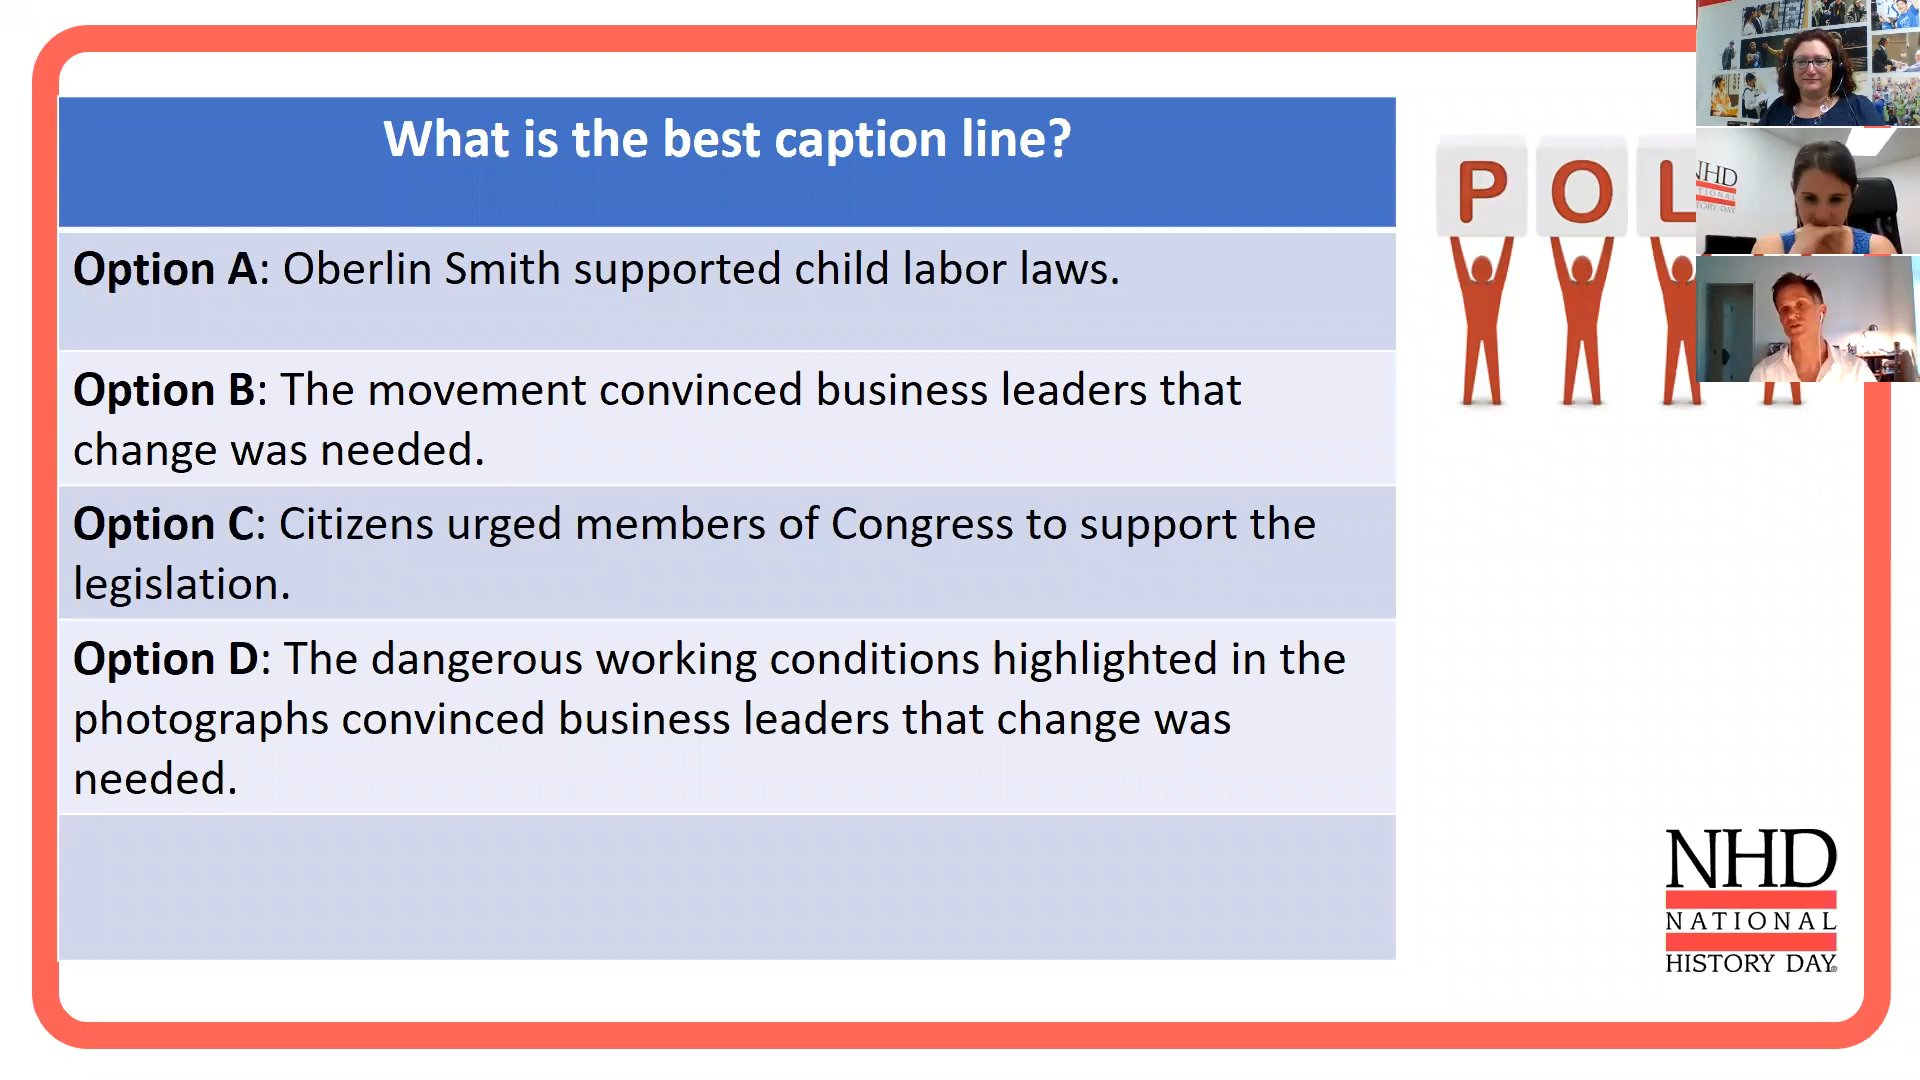 What is the best caption line?
Option A: Oberlin Smith supported child labor laws.
Option B: The movement convinced business leaders that
change was needed.
Option C: Citizens urged members of Congress to support the
legislation.
Option D: The dangerous working conditions highlighted in the
photographs convinced business leaders that change was
needed.
P O L
NHD
NATIONAL
HISTORY DAY